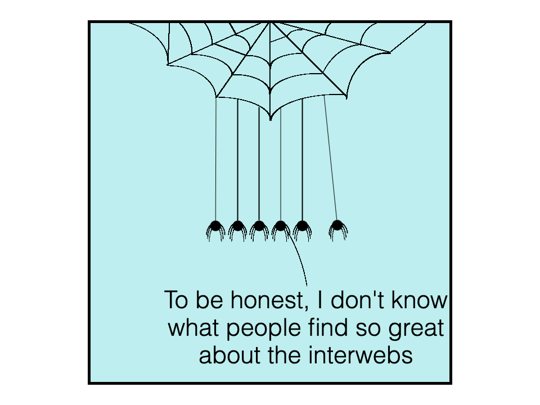 To be honest, I don't know
what people find so great
about the interwebs